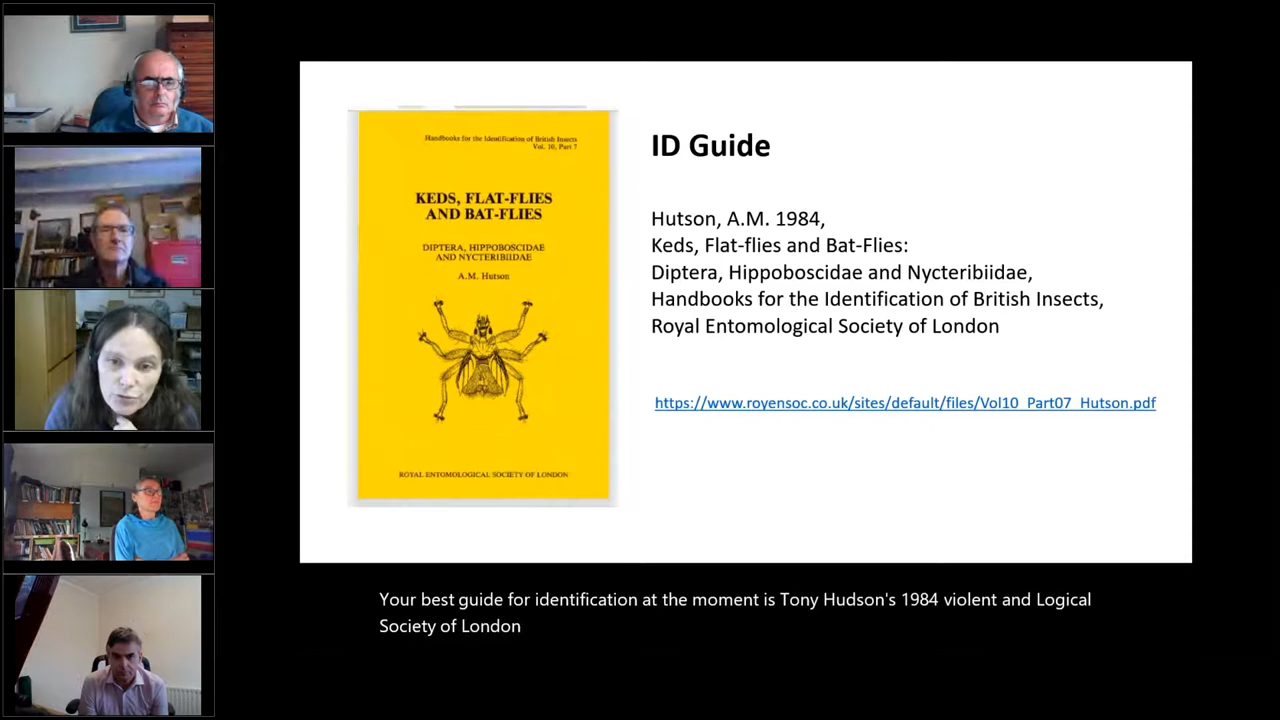 Handbooks for the Identification of British Insects
Vol. 10, Part 7
KEDS, FLAT-FLIES
AND BAT-FLIES
DIPTERA, HIPPOBOSCIDAE
AND NYCTERIBIIDAE
A.M. Hutson
ROYAL ENTOMOLOGICAL SOCIETY OF LONDON
ID Guide
Hutson, A.M. 1984,
Keds, Flat-flies and Bat-Flies:
Diptera, Hippoboscidae and Nycteribiidae,
Handbooks for the Identification of British Insects,
Royal Entomological Society of London
https://www.royensoc.co.uk/sites/default/files/Vol10_Part07_Hutson.pdf
Your best guide for identification at the moment is Tony Hudson's 1984 violent and Logical
Society of London